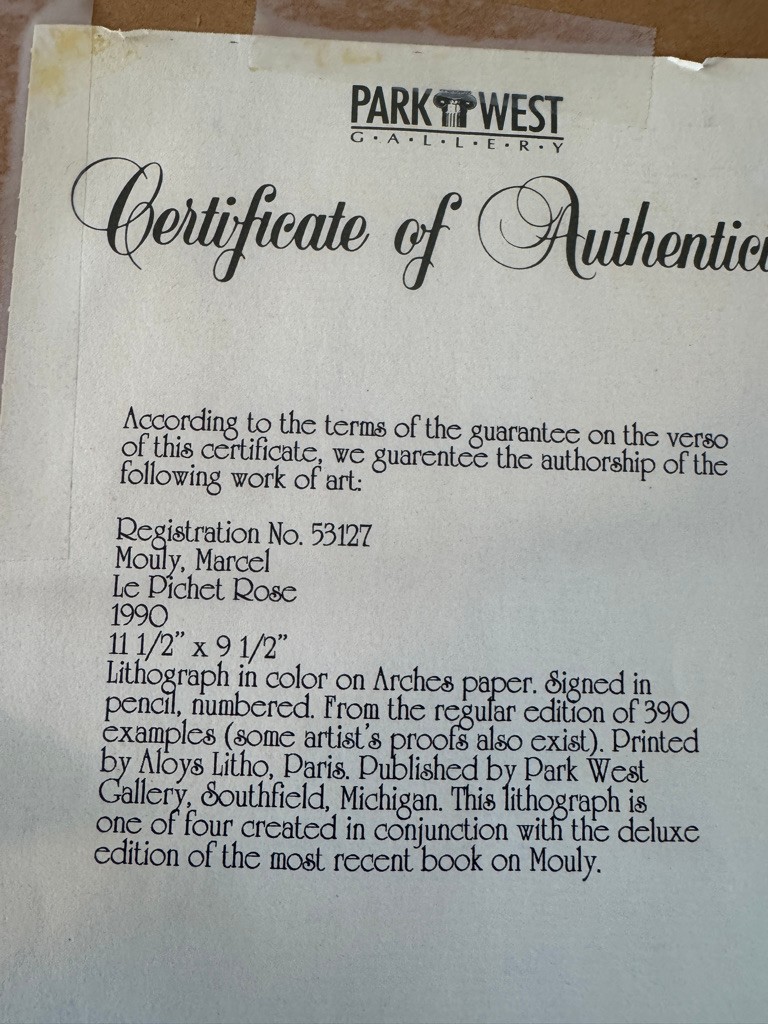 PARK WEST
G·A·L·L·E·R·Y
Certificate of Authentici
According to the terms of the guarantee on the verso
of this certificate, we guarentee the authorship of the
following work of art:
Registration No. 53127
Mouly, Marcel
Le Pichet Rose
1990
11 1/2” x 9 1/2”
Lithograph in color on Arches paper. Signed in
pencil, numbered. From the regular edition of 390
examples (some artist's proofs also exist). Printed
by Aloys Litho, Paris. Published by Park West
Gallery, Southfield, Michigan. This lithograph is
one of four created in conjunction with the deluxe
edition of the most recent book on Mouly.